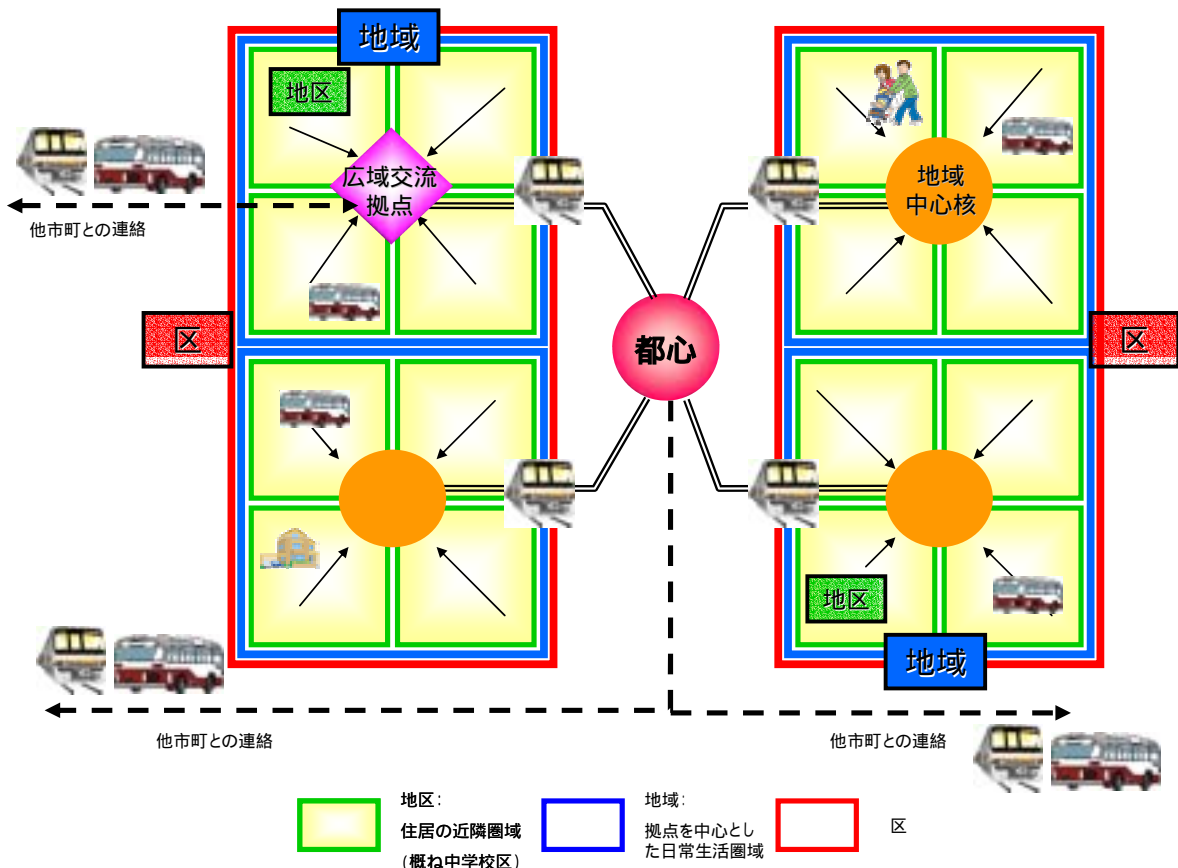 地域
地区
広域交流
拠点
地域
中心核
他市町との連絡
区
都心
区
地区
地域
他市町との連絡
他市町との連絡
地区：
住居の近隣圏域
(概ね中学校区)
地域：
拠点を中心とし
た日常生活圏域
区